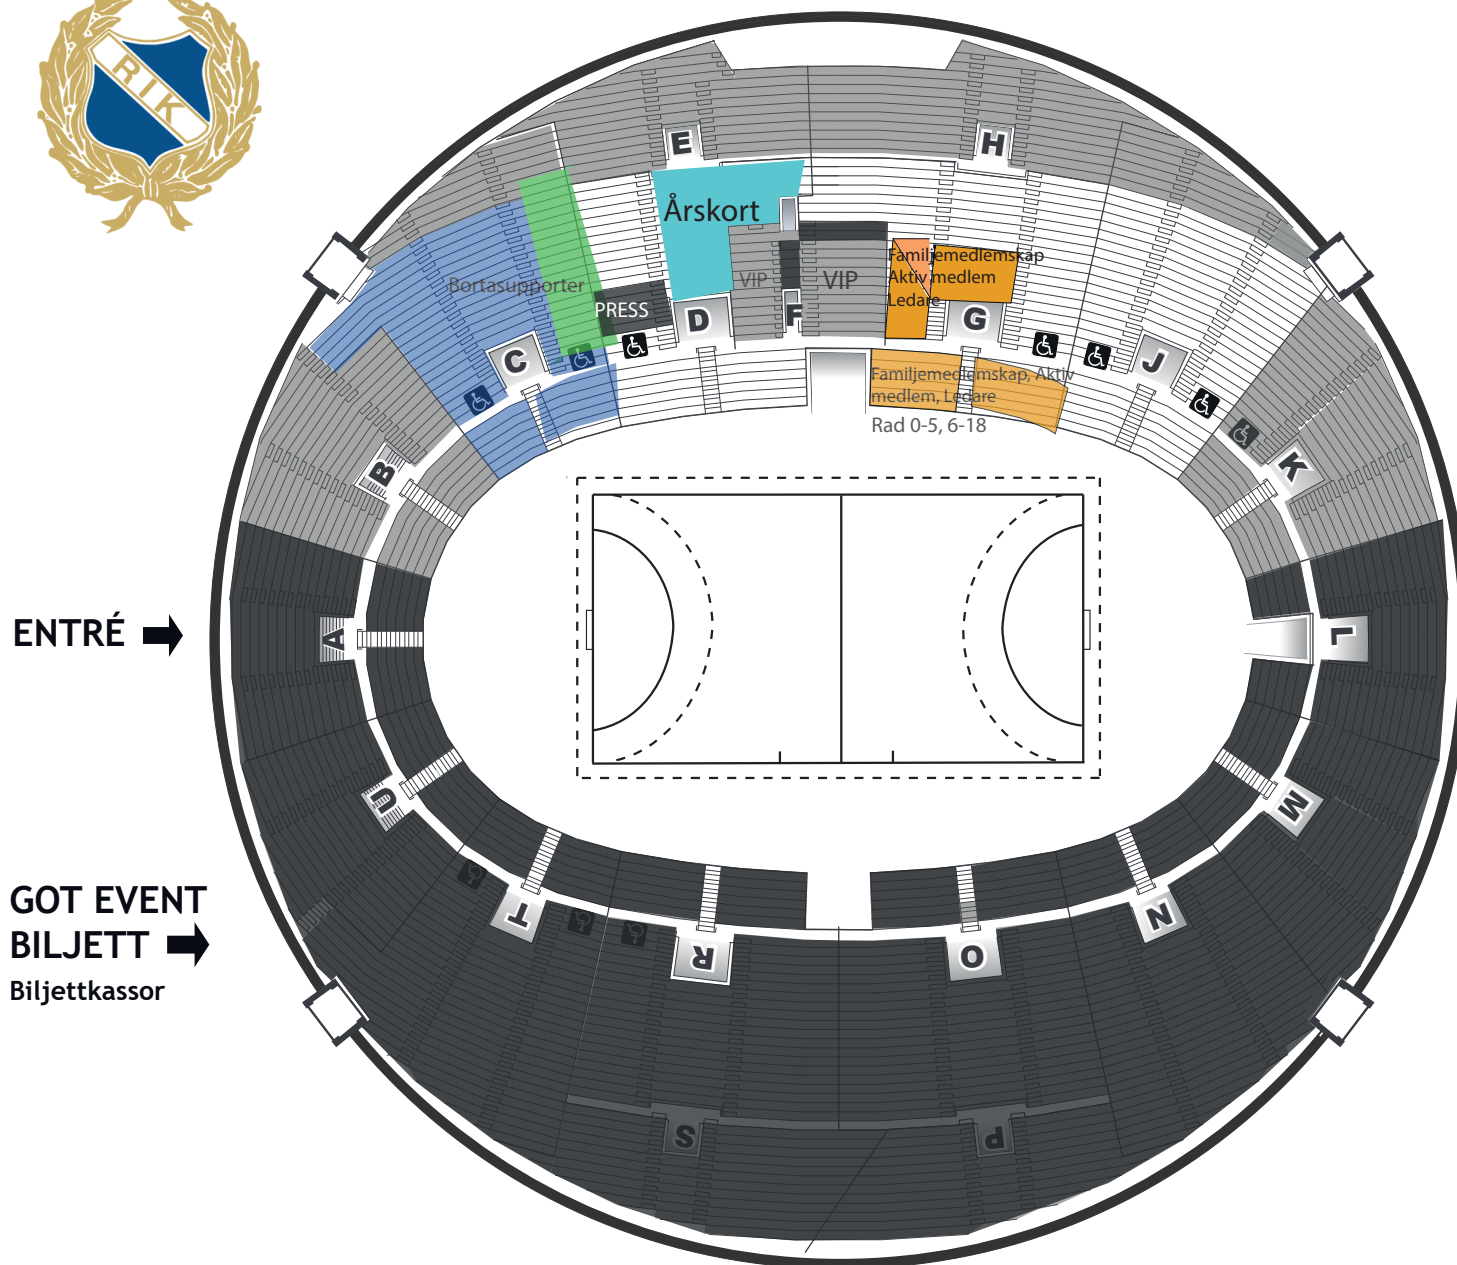 RIK
E
H
Årskort
Bortasupporter
VIP
VIP
Familjemedlemskap
Aktiv medlem
Ledare
PRESS
D
F
G
C
J
Familjemedlemskap, Aktiv
medlem, Ledare
Rad 0-5, 6-18
B
K
ENTRÉ
A
L
U
M
GOT EVENT
BILJETT
Biljettkassor
T
N
R
O
S
P